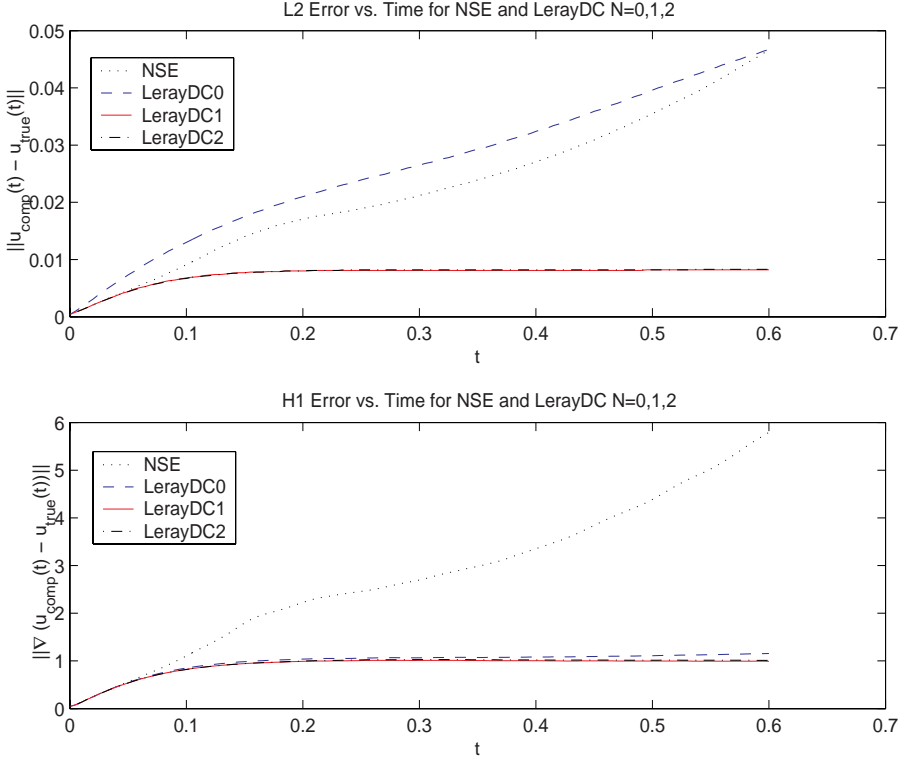 L2 Error vs. Time for NSE and LerayDC N=0,1,2
0.05
0.04
0.03
0.02
0.01
0
||u_comp(t) − u_true(t)||
NSE
LerayDC0
LerayDC1
LerayDC2
0 0.1 0.2 0.3 0.4 0.5 0.6 0.7
t
H1 Error vs. Time for NSE and LerayDC N=0,1,2
6
5
4
3
2
1
0
||∇ (u_comp(t) − u_true(t))||
NSE
LerayDC0
LerayDC1
LerayDC2
0 0.1 0.2 0.3 0.4 0.5 0.6 0.7
t